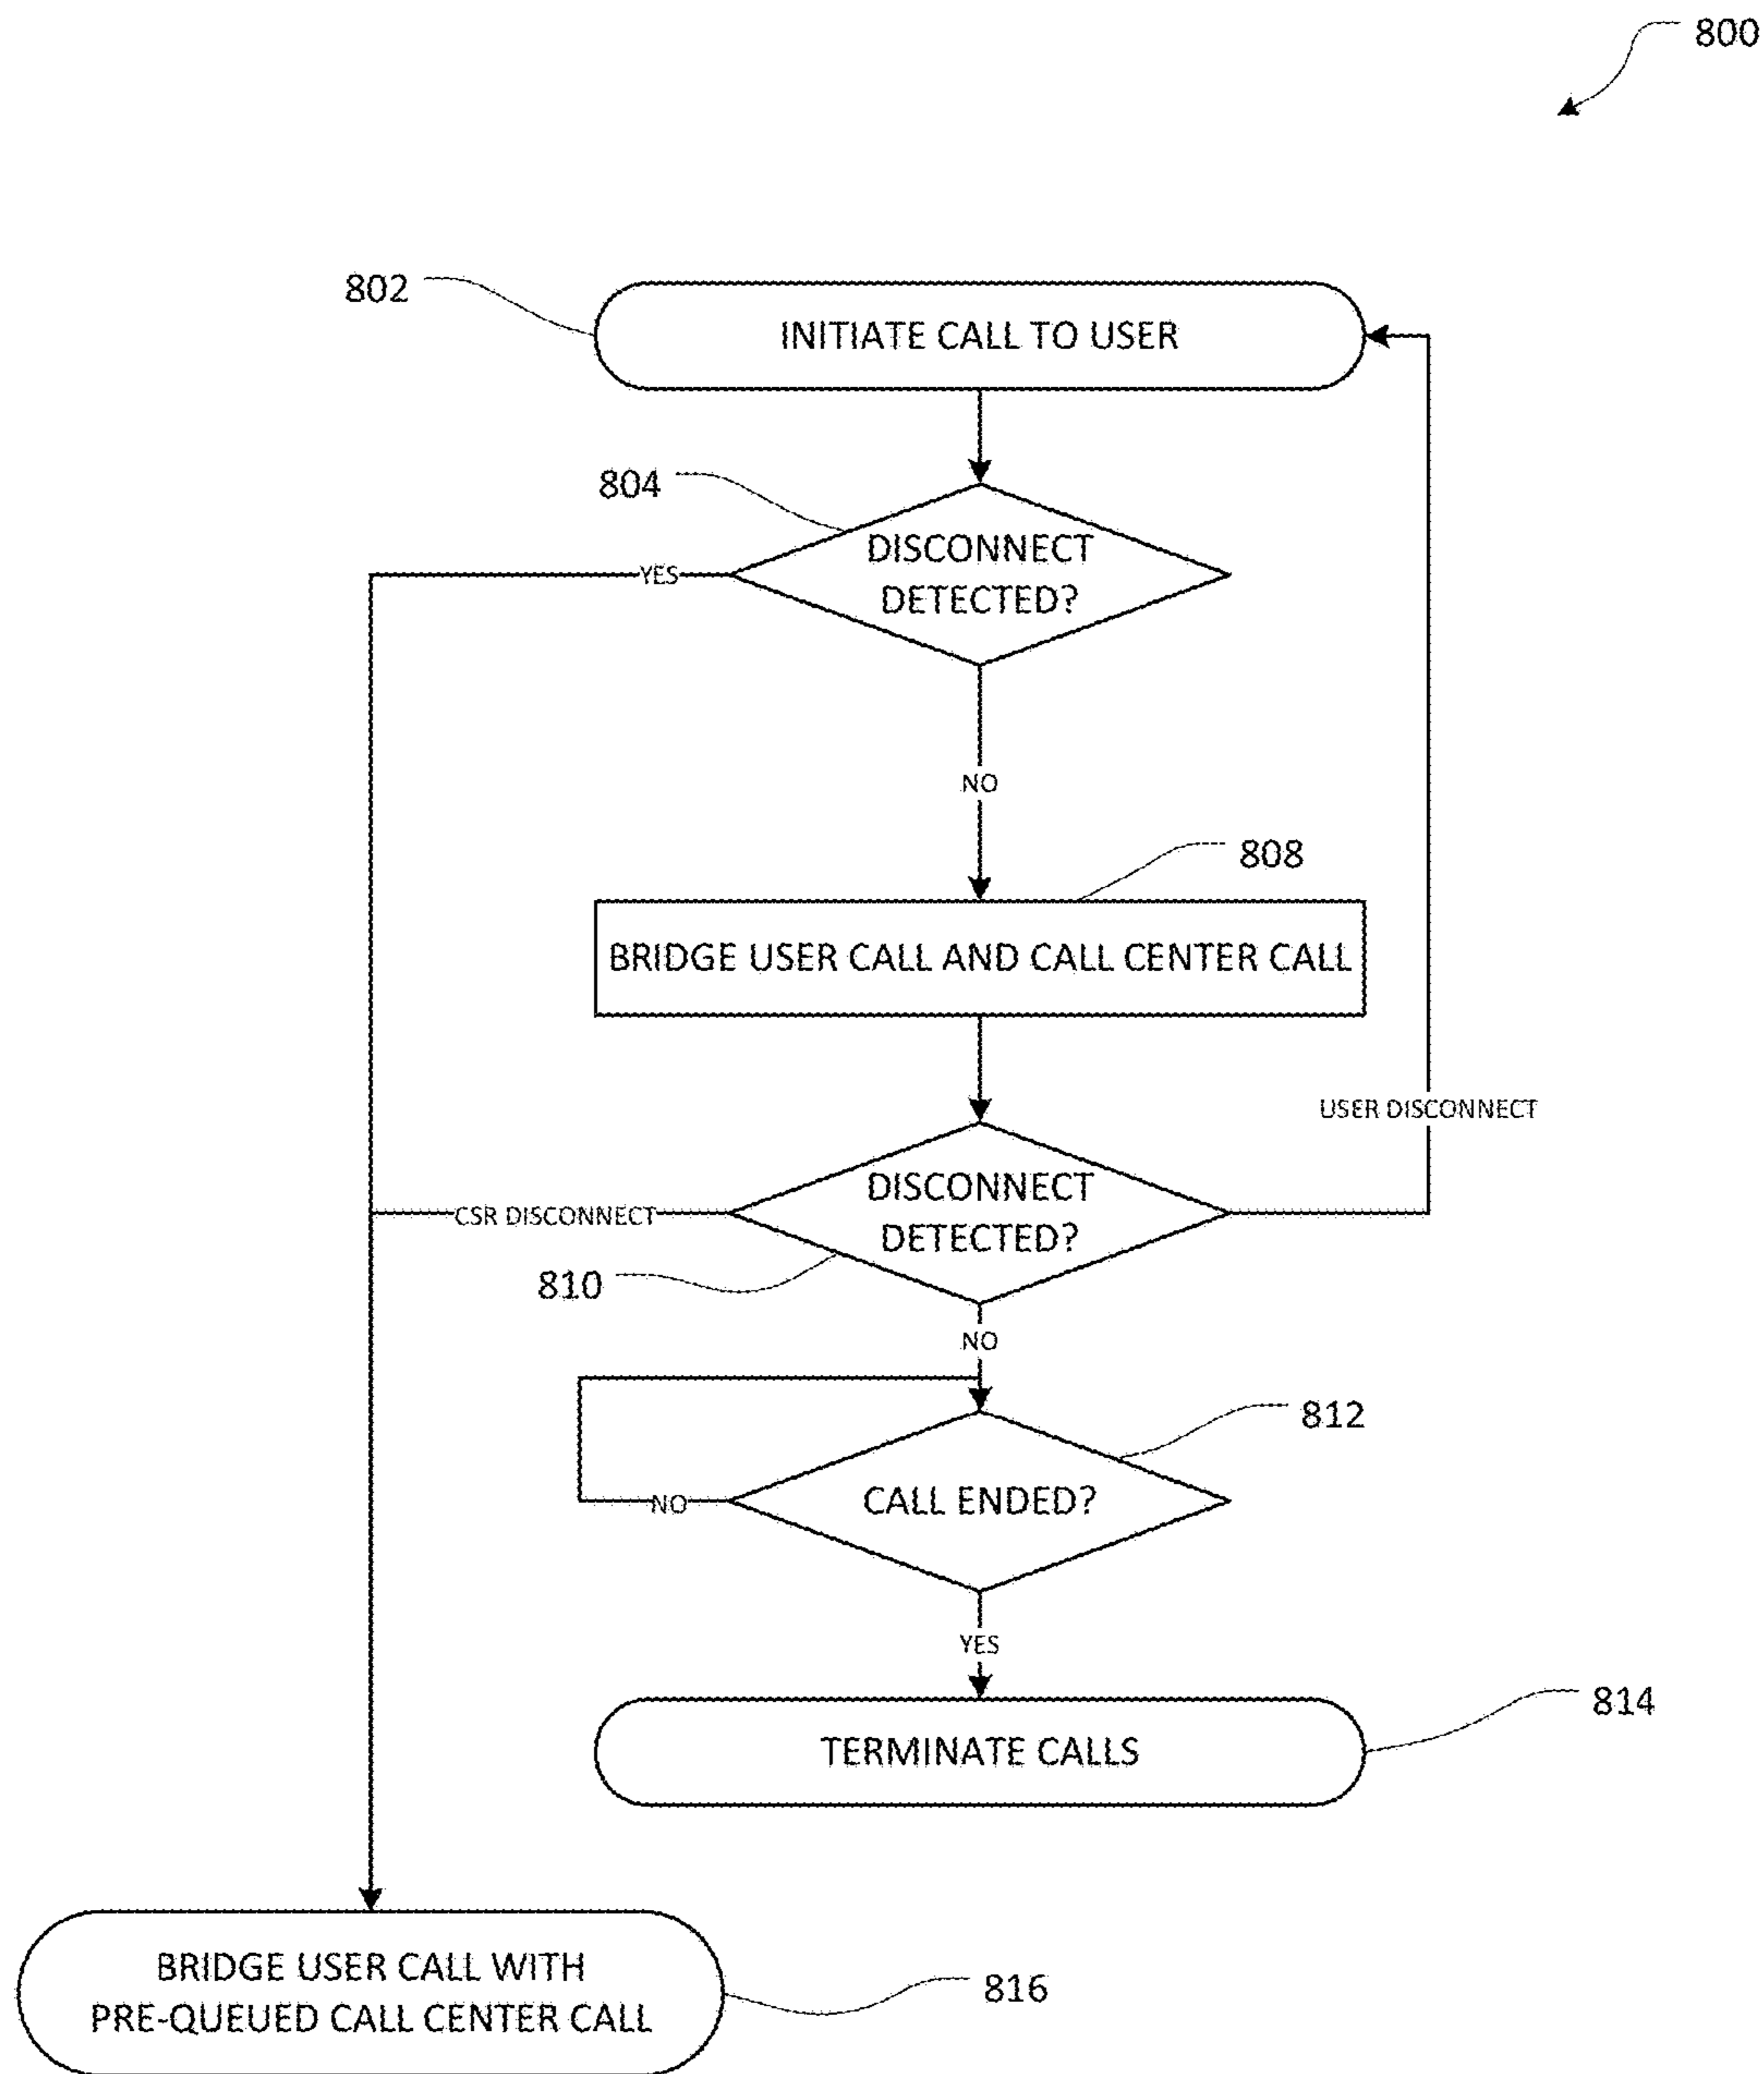 800
802
INITIATE CALL TO USER
804
DISCONNECT
DETECTED?
YES
NO
808
BRIDGE USER CALL AND CALL CENTER CALL
USER DISCONNECT
DISCONNECT
DETECTED?
CSR DISCONNECT
810
NO
812
CALL ENDED?
NO
YES
814
TERMINATE CALLS
BRIDGE USER CALL WITH
PRE-QUEUED CALL CENTER CALL
816